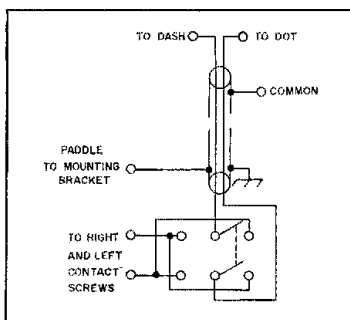 TO DASH
TO DOT
COMMON
PADDLE
TO MOUNTING
BRACKET
TO RIGHT
AND LEFT
CONTACT
SCREWS